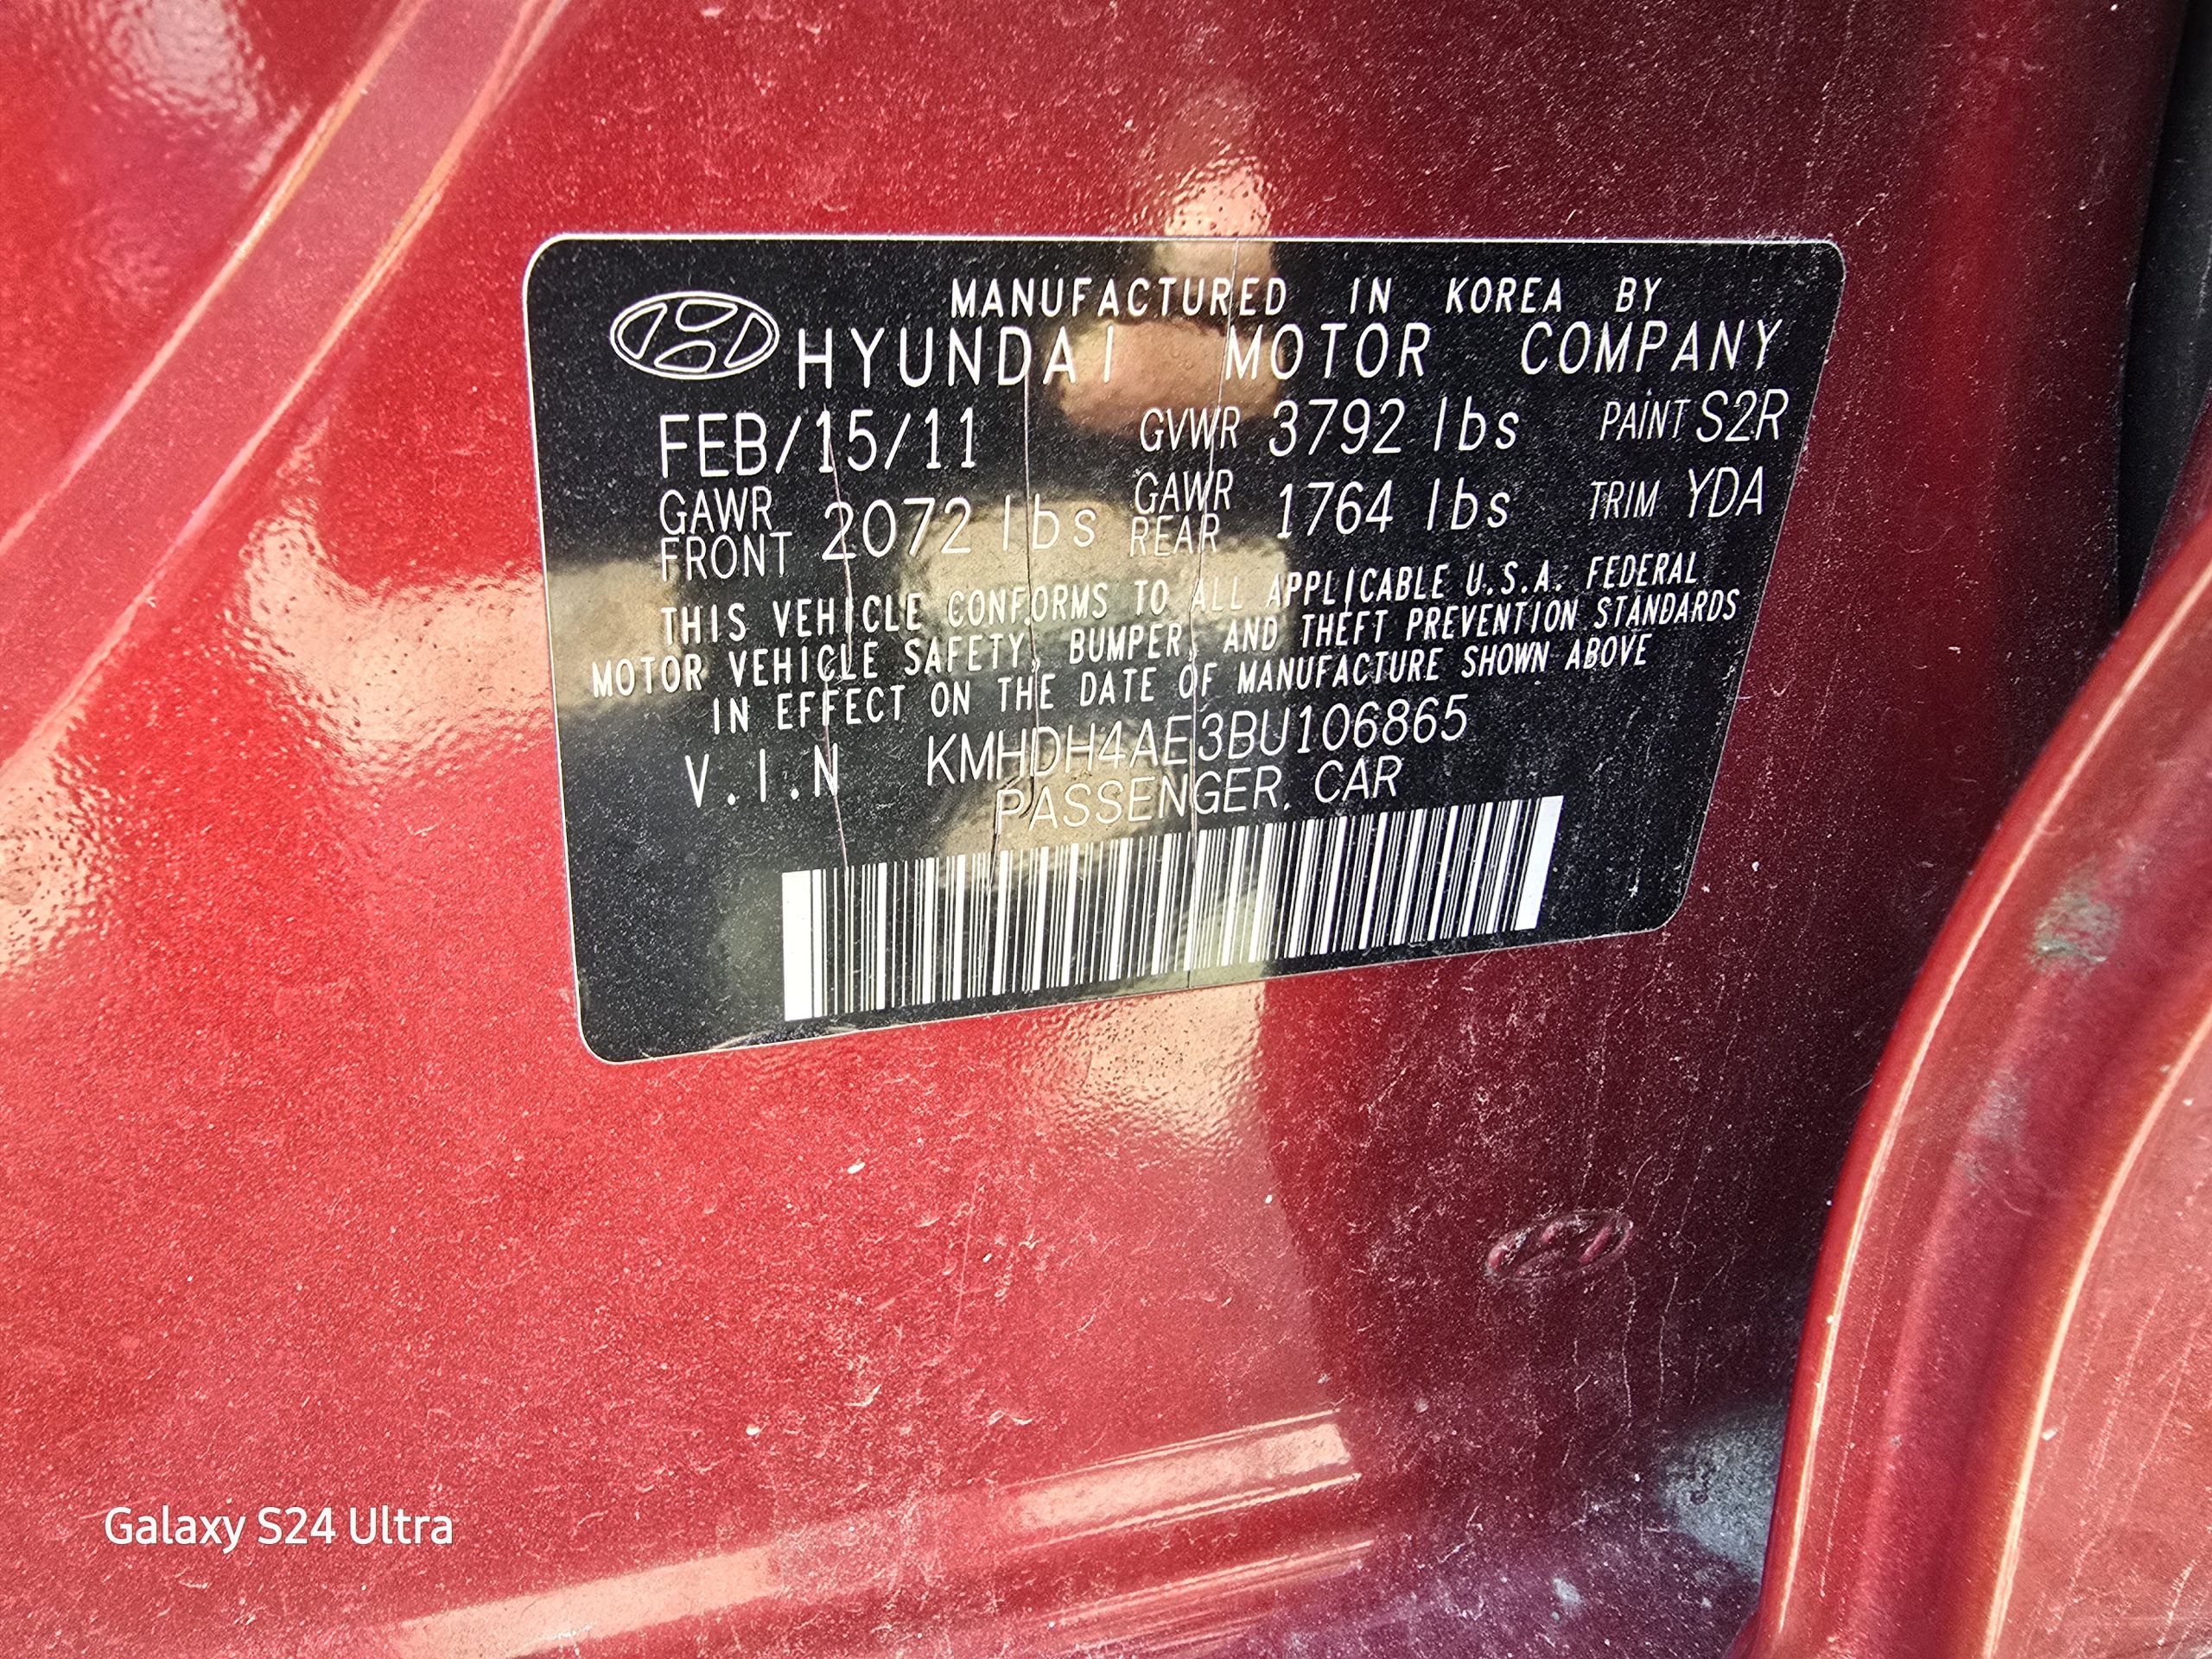 MANUFACTURED IN KOREA BY
HYUNDAI MOTOR COMPANY
FEB/15/11 GVWR 3792 lbs PAINT S2R
GAWR FRONT 2072 lbs GAWR REAR 1764 lbs TRIM YDA
THIS VEHICLE CONFORMS TO ALL APPLICABLE U.S.A. FEDERAL
MOTOR VEHICLE SAFETY, BUMPER, AND THEFT PREVENTION STANDARDS
IN EFFECT ON THE DATE OF MANUFACTURE SHOWN ABOVE
V.I.N KMHDH4AE3BU106865
PASSENGER. CAR
Galaxy S24 Ultra